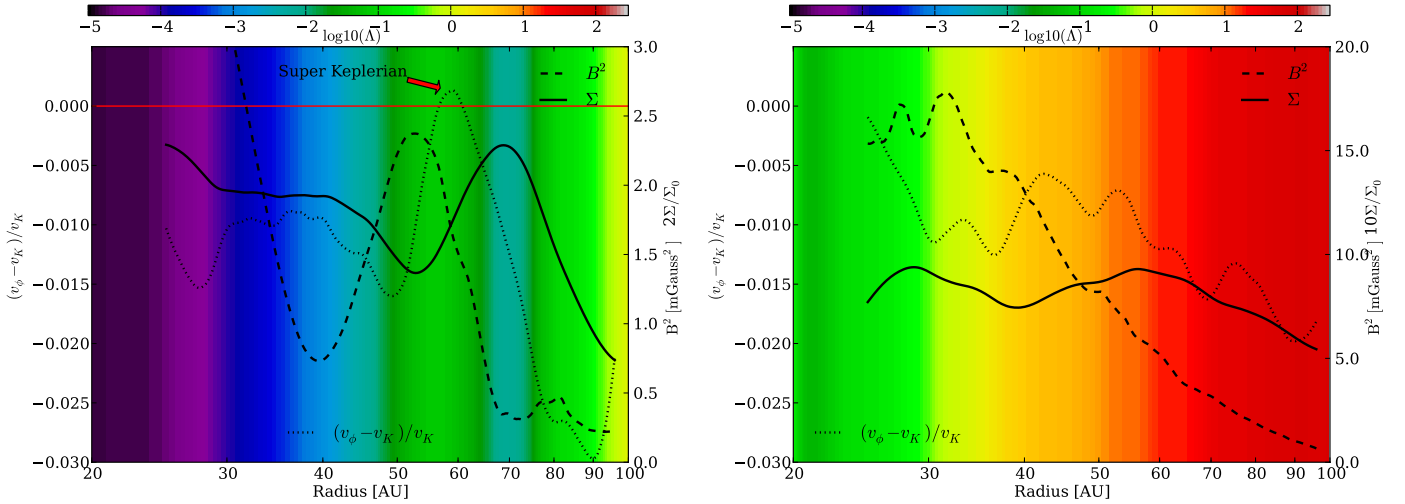 −5 −4 −3 −2 −1 0 1 2
log10(Λ)
Super Keplerian
B²
Σ
0.000
−0.005
−0.010
−0.015
−0.020
−0.025
−0.030
(v_ϕ−v_K)/v_K
3.0
2.5
2.0
1.5
1.0
0.5
0.0
B² [mGauss²] 2Σ/Σ₀
(v_ϕ−v_K)/v_K
20 30 40 50 60 70 80 90 100
Radius [AU]
−5 −4 −3 −2 −1 0 1 2
log10(Λ)
B²
Σ
0.000
−0.005
−0.010
−0.015
−0.020
−0.025
−0.030
(v_ϕ−v_K)/v_K
20.0
15.0
10.0
5.0
0.0
B² [mGauss²] 10Σ/Σ₀
(v_ϕ−v_K)/v_K
20 30 40 50 60 70 80 90 100
Radius [AU]